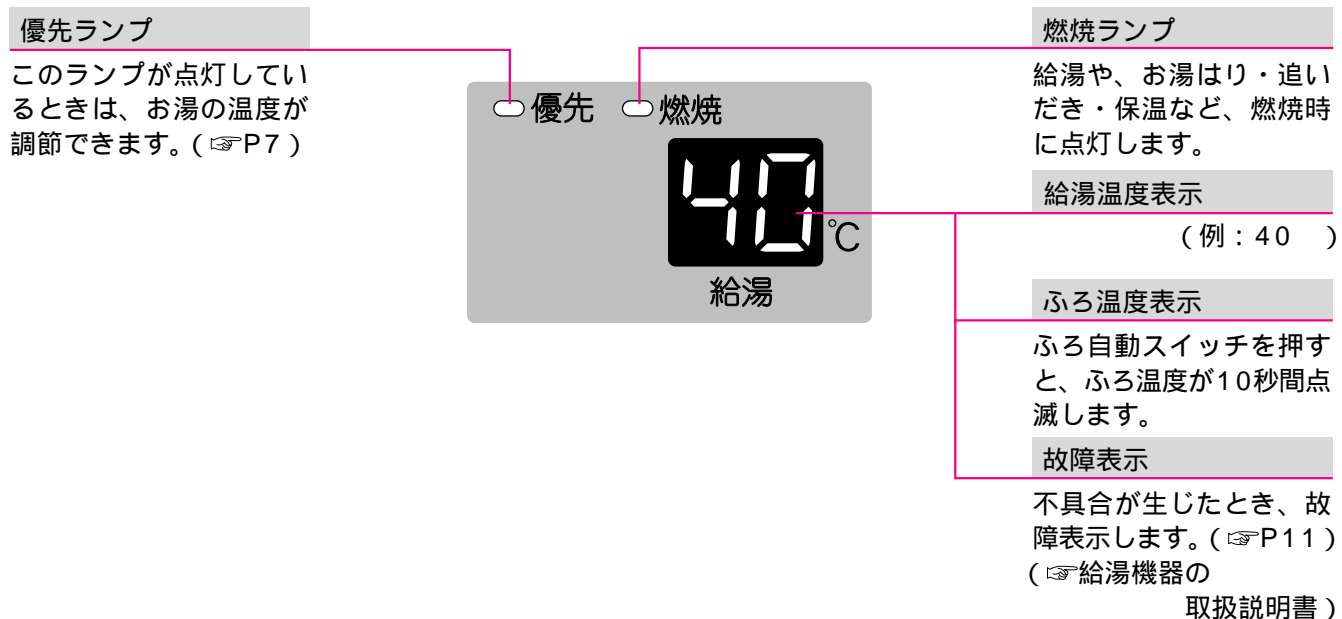 優先ランプ
このランプが点灯してい
るときは、お湯の温度が
調節できます。(☞P7)
優先 燃焼
40
℃
給湯
燃焼ランプ
給湯や、お湯はり・追い
だき・保温など、燃焼時
に点灯します。
給湯温度表示
(例:40 )
ふろ温度表示
ふろ自動スイッチを押す
と、ふろ温度が10秒間点
滅します。
故障表示
不具合が生じたとき、故
障表示します。(☞P11)
(☞給湯機器の
取扱説明書)